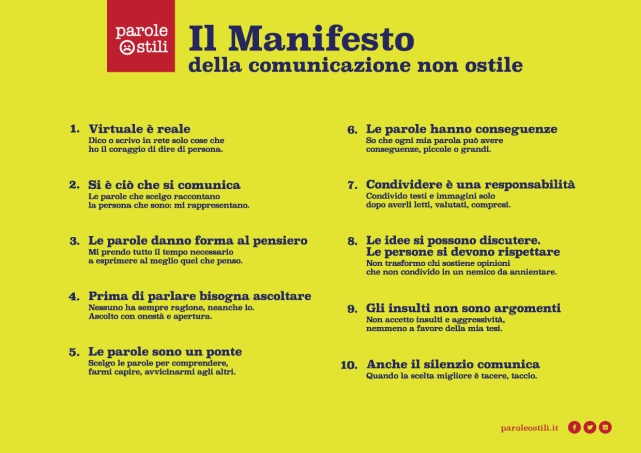 parole
ostili
Il Manifesto
della comunicazione non ostile
1. Virtuale è reale
Dico o scrivo in rete solo cose che
ho il coraggio di dire di persona.
2. Si è ciò che si comunica
Le parole che scelgo raccontano
la persona che sono: mi rappresentano.
3. Le parole danno forma al pensiero
Mi prendo tutto il tempo necessario
a esprimere al meglio quel che penso.
4. Prima di parlare bisogna ascoltare
Nessuno ha sempre ragione, neanche io.
Ascolto con onestà e apertura.
5. Le parole sono un ponte
Scelgo le parole per comprendere,
farmi capire, avvicinarmi agli altri.
6. Le parole hanno conseguenze
So che ogni mia parola può avere
conseguenze, piccole o grandi.
7. Condividere è una responsabilità
Condivido testi e immagini solo
dopo averli letti, valutati, compresi.
8. Le idee si possono discutere.
Le persone si devono rispettare
Non trasformo chi sostiene opinioni
che non condivido in un nemico da annientare.
9. Gli insulti non sono argomenti
Non accetto insulti e aggressività,
nemmeno a favore della mia tesi.
10. Anche il silenzio comunica
Quando la scelta migliore è tacere, taccio.
paroleostili.it